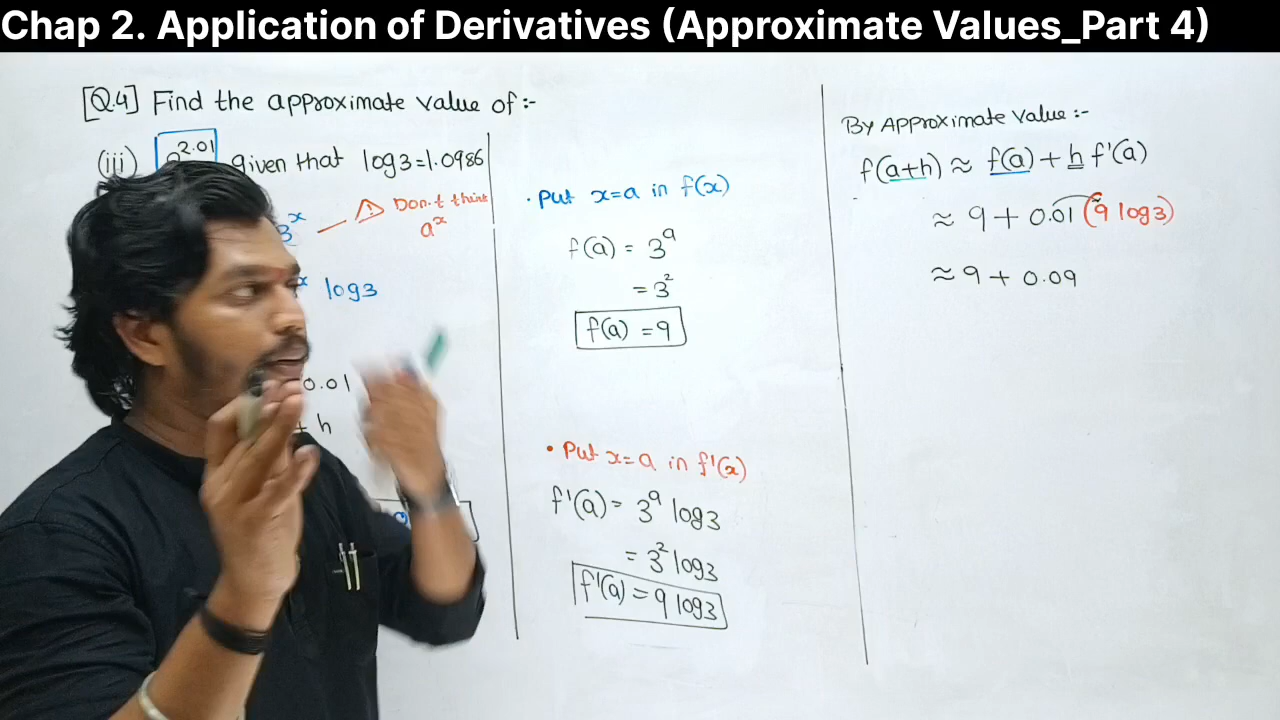 Chap 2. Application of Derivatives (Approximate Values_Part 4)
[Q.4] Find the approximate value of :-
(iii) 3^2.01 given that log3=1.0986
3^x
⚠ Don't think
a^x
x log3
0.01
+ h
• Put x=a in f(x)
f(a) = 3^a
= 3^2
f(a) = 9
• Put x=a in f'(x)
f'(a) = 3^a log3
= 3^2 log3
f'(a) = 9 log3
By Approximate Value :-
f(a+h) ≈ f(a) + h f'(a)
≈ 9 + 0.01 (9 log3)
≈ 9 + 0.09